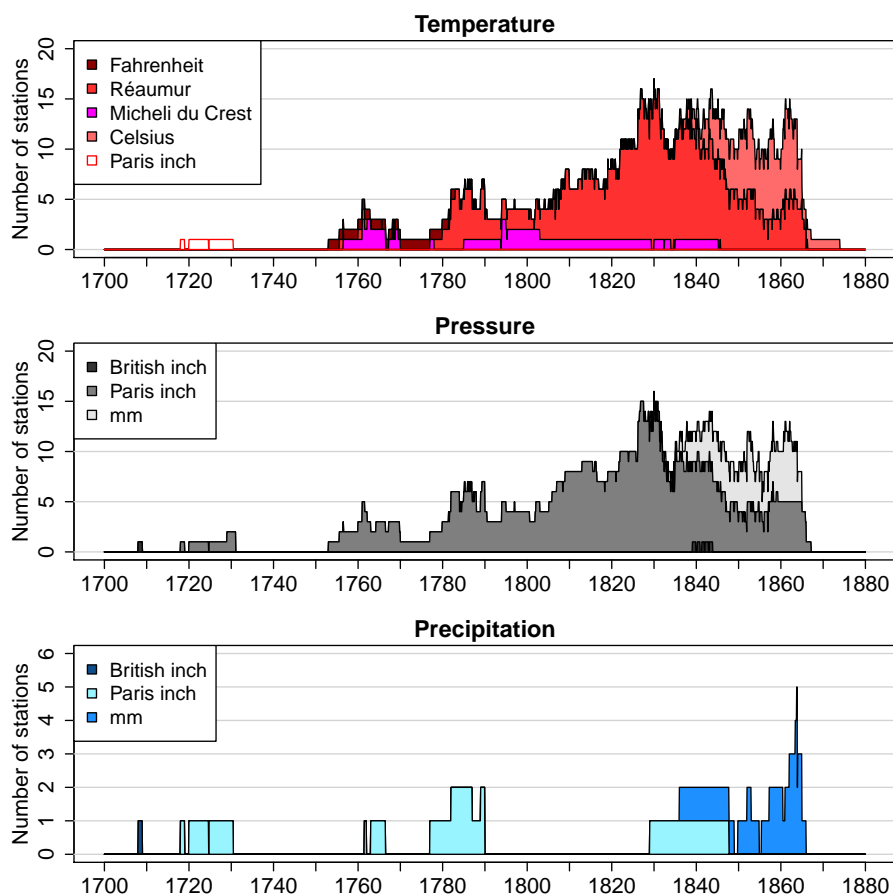 Temperature
Number of stations
20
15
10
5
0
Fahrenheit
Réaumur
Micheli du Crest
Celsius
Paris inch
1700 1720 1740 1760 1780 1800 1820 1840 1860 1880
Pressure
Number of stations
20
15
10
5
0
British inch
Paris inch
mm
1700 1720 1740 1760 1780 1800 1820 1840 1860 1880
Precipitation
Number of stations
6
5
4
3
2
1
0
British inch
Paris inch
mm
1700 1720 1740 1760 1780 1800 1820 1840 1860 1880